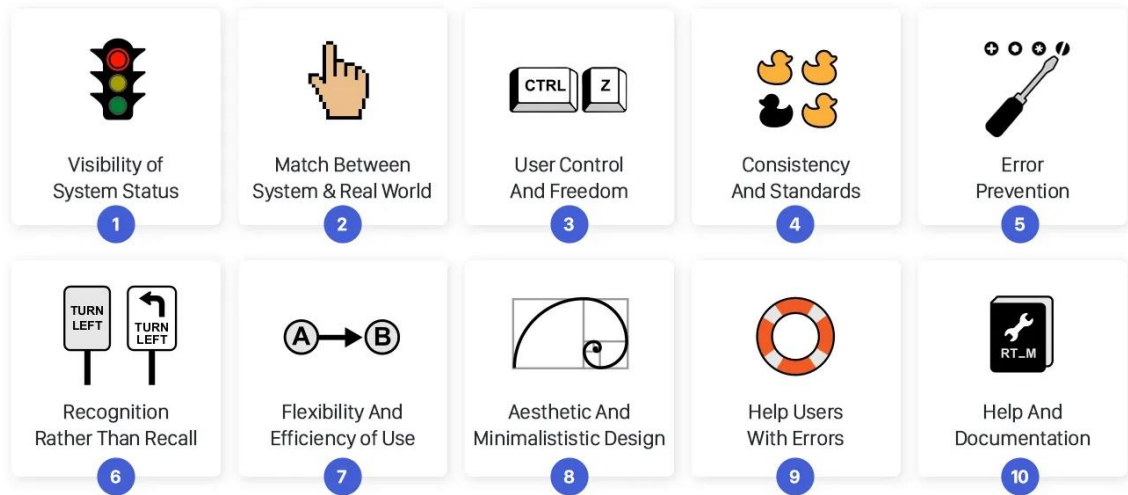 CTRL Z
Visibility of
System Status
1
Match Between
System & Real World
2
User Control
And Freedom
3
Consistency
And Standards
4
Error
Prevention
5
TURN
LEFT
TURN
LEFT
Recognition
Rather Than Recall
6
A B
Flexibility And
Efficiency of Use
7
Aesthetic And
Minimalististic Design
8
Help Users
With Errors
9
RT_M
Help And
Documentation
10